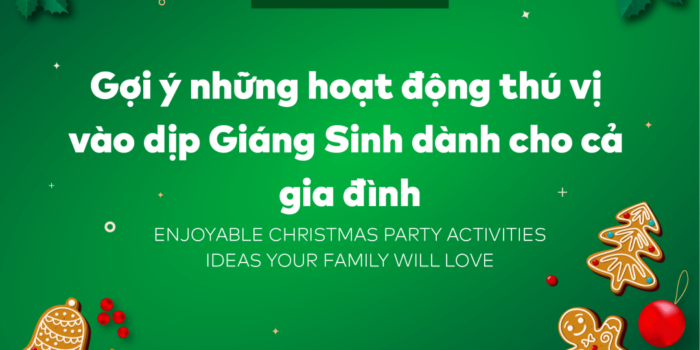 Gợi ý những hoạt động thú vị
vào dịp Giáng Sinh dành cho cả
gia đình
ENJOYABLE CHRISTMAS PARTY ACTIVITIES
IDEAS YOUR FAMILY WILL LOVE